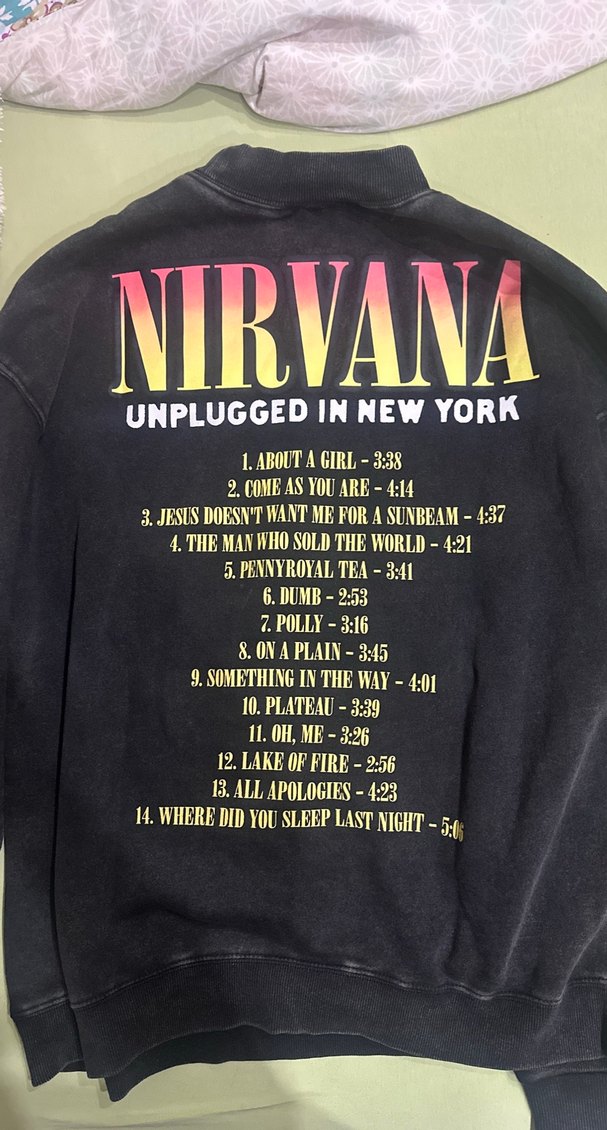 NIRVANA
UNPLUGGED IN NEW YORK
1. ABOUT A GIRL - 3:38
2. COME AS YOU ARE - 4:14
3. JESUS DOESN'T WANT ME FOR A SUNBEAM - 4:37
4. THE MAN WHO SOLD THE WORLD - 4:21
5. PENNYROYAL TEA - 3:41
6. DUMB - 2:53
7. POLLY - 3:16
8. ON A PLAIN - 3:45
9. SOMETHING IN THE WAY - 4:01
10. PLATEAU - 3:39
11. OH, ME - 3:26
12. LAKE OF FIRE - 2:56
13. ALL APOLOGIES - 4:23
14. WHERE DID YOU SLEEP LAST NIGHT -